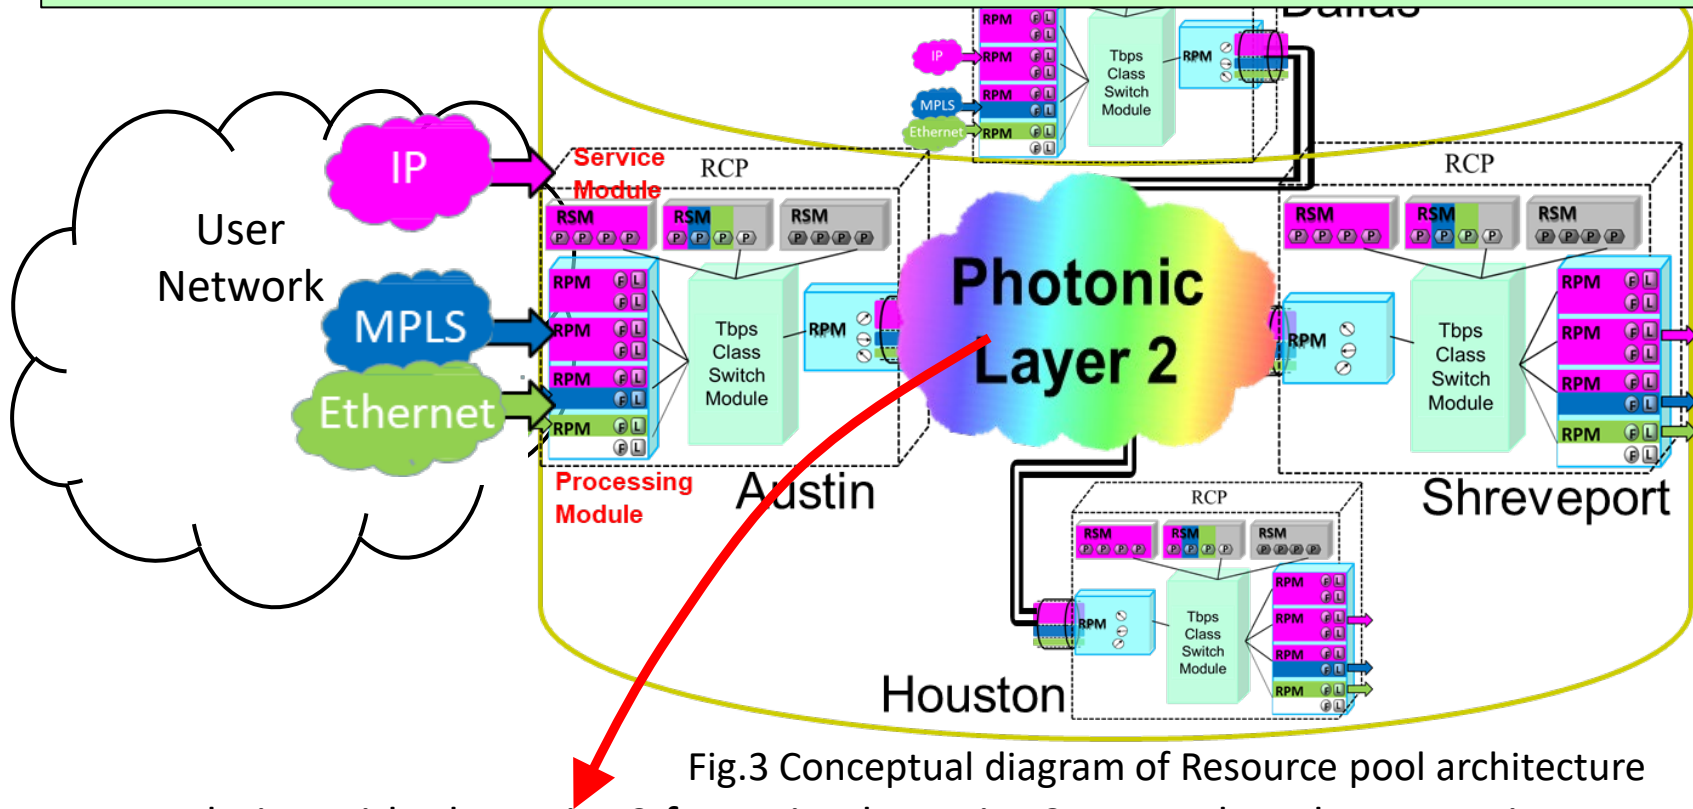 Dallas
RPM F L
F L
IP
RPM F L
F L
MPLS
RPM F L
F L
Ethernet
RPM F L
F L
Tbps
Class
Switch
Module
RPM
User
Network
IP
MPLS
Ethernet
Service
Module
RCP
RSM
P P P P
RSM
P P P P
RSM
P P P P
RPM F L
F L
RPM F L
F L
RPM F L
F L
RPM F L
F L
Tbps
Class
Switch
Module
RPM
Processing
Module
Austin
Photonic
Layer 2
RCP
RSM
P P P P
RSM
P P P P
RSM
P P P P
RPM
Tbps
Class
Switch
Module
RPM F L
F L
RPM F L
F L
RPM F L
F L
RPM F L
F L
Shreveport
RCP
RSM
P P P P
RSM
P P P P
RSM
P P P P
RPM
Tbps
Class
Switch
Module
RPM F L
F L
RPM F L
F L
RPM F L
F L
RPM F L
F L
Houston
Fig.3 Conceptual diagram of Resource pool architecture